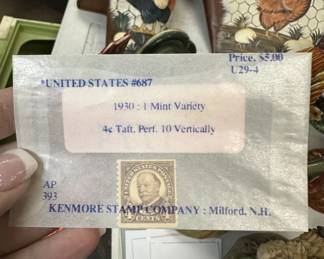 Price, $5.00
*UNITED STATES #687
U29-4
1930 : 1 Mint Variety
4c Taft. Perf. 10 Vertically
AP
393
CENTS
KENMORE STAMP COMPANY : Milford, N.H.